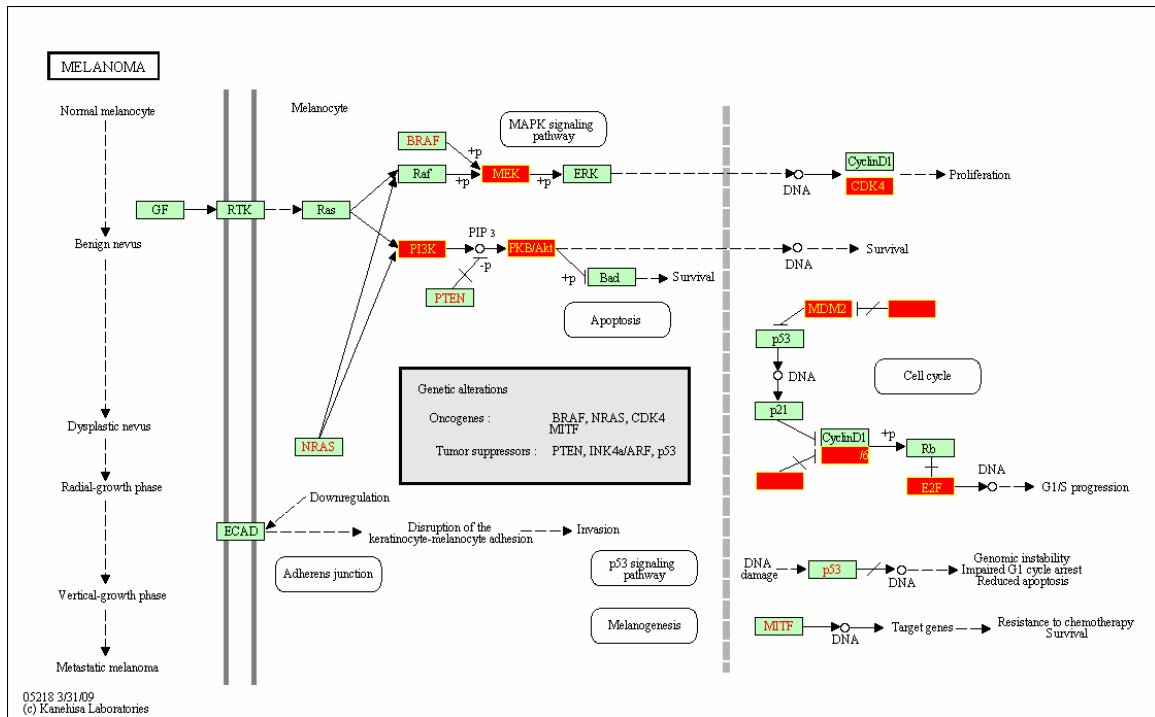 MELANOMA
Normal melanocyte
Benign nevus
Dysplastic nevus
Radial-growth phase
Vertical-growth phase
Metastatic melanoma
Melanocyte
MAPK signaling
pathway
BRAF
+p
Raf
+p
MEK
+p
ERK
DNA
CyclinD1
CDK4
Proliferation
GF
RTK
Ras
PI3K
PIP 3
-p
PTEN
PKB/Akt
+p
Bad
Survival
DNA
Survival
Apoptosis
MDM2
p53
DNA
p21
Cell cycle
CyclinD1
/6
+p
Rb
E2F
DNA
G1/S progression
Genetic alterations
Oncogenes : BRAF, NRAS, CDK4
MITF
Tumor suppressors : PTEN, INK4a/ARF, p53
NRAS
Downregulation
ECAD
Disruption of the
keratinocyte-melanocyte adhesion
Invasion
Adherens junction
p53 signaling
pathway
Melanogenesis
DNA
damage
p53
DNA
Genomic instability
Impaired G1 cycle arrest
Reduced apoptosis
MITF
DNA
Target genes
Resistance to chemotherapy
Survival
05218 3/31/09
(c) Kanehisa Laboratories